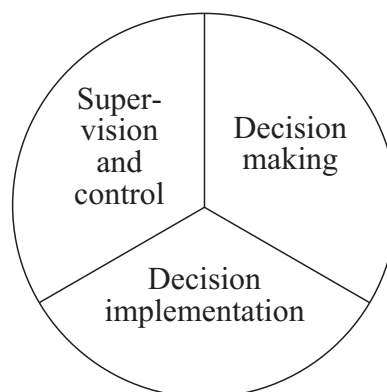 Super-
vision
and
control
Decision
making
Decision
implementation